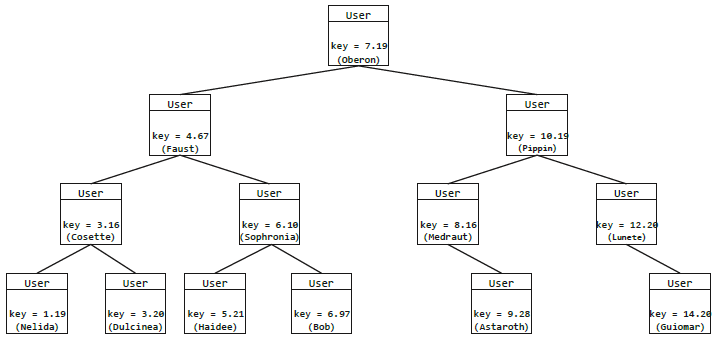 User
key = 7.19
(Oberon)
User
key = 4.67
(Faust)
User
key = 10.19
(Pippin)
User
key = 3.16
(Cosette)
User
key = 6.10
(Sophronia)
User
key = 8.16
(Medraut)
User
key = 12.20
(Lunete)
User
key = 1.19
(Nelida)
User
key = 3.20
(Dulcinea)
User
key = 5.21
(Haidee)
User
key = 6.97
(Bob)
User
key = 9.28
(Astaroth)
User
key = 14.20
(Guiomar)